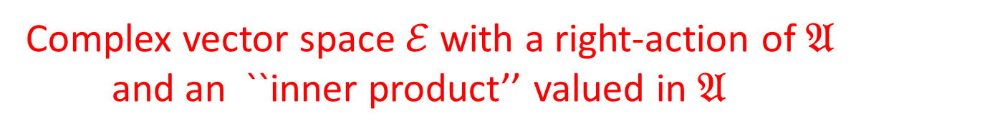 Complex vector space ℰ with a right-action of 𝔄
and an ``inner product’’ valued in 𝔄